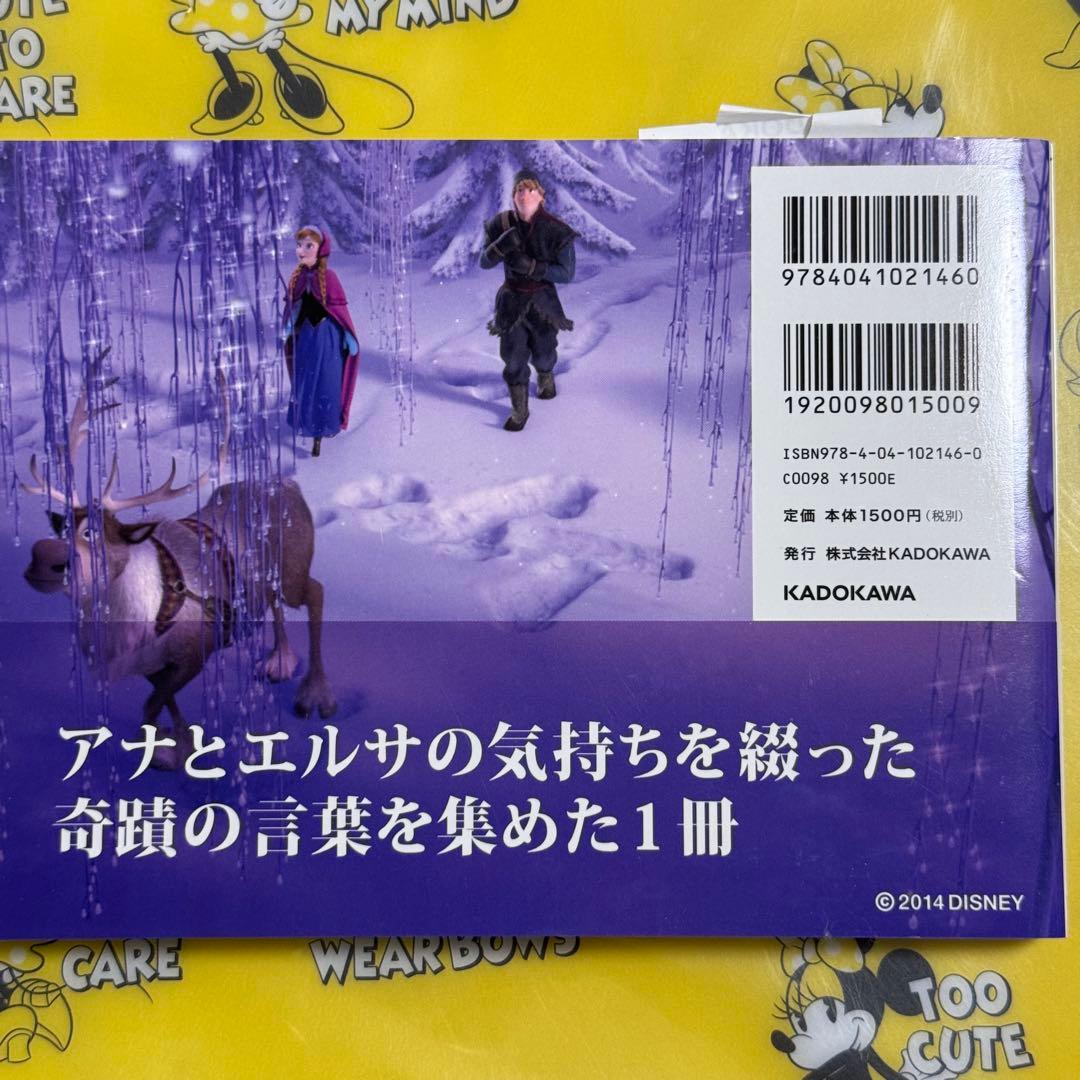 CUTE
TO
CARE
MY MIND
9784041021460
1920098015009
ISBN978-4-04-102146-0
C0098 ¥1500E
定価 本体1500円(税別)
発行 株式会社KADOKAWA
KADOKAWA
アナとエルサの気持ちを綴った
奇蹟の言葉を集めた1冊
©2014 DISNEY
CARE
WEAR BOWS
TOO
CUTE